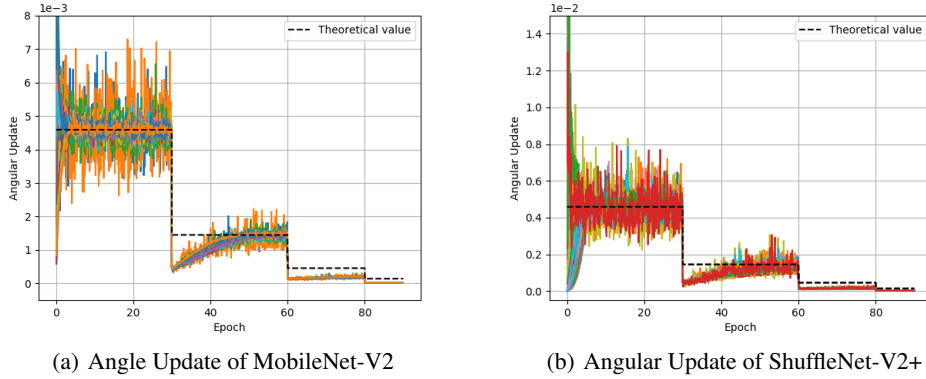 1e−3
8
7
6
5
4
3
2
1
0
Angular Update
0
20
40
60
80
Epoch
Theoretical value
(a) Angle Update of MobileNet-V2
1e−2
1.4
1.2
1.0
0.8
0.6
0.4
0.2
0.0
Angular Update
0
20
40
60
80
Epoch
Theoretical value
(b) Angular Update of ShuffleNet-V2+